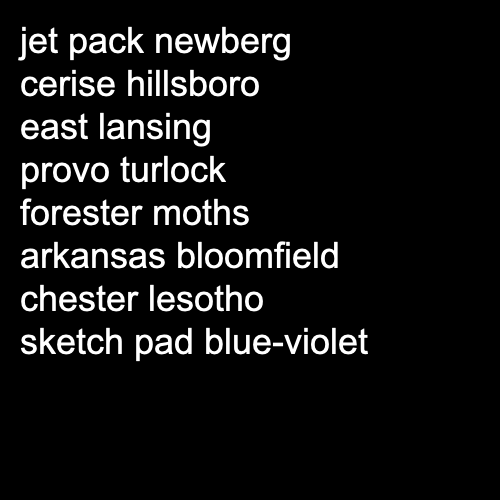 jet pack newberg
cerise hillsboro
east lansing
provo turlock
forester moths
arkansas bloomfield
chester lesotho
sketch pad blue-violet